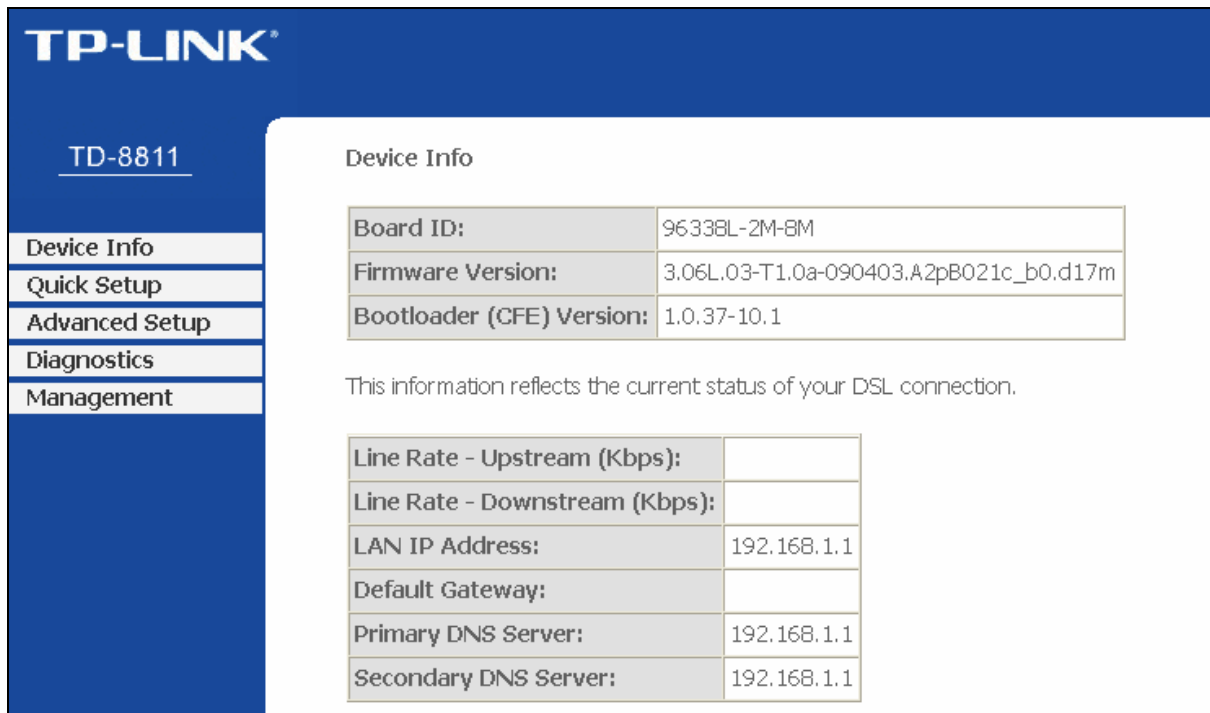 TP-LINK®
TD-8811
Device Info
Quick Setup
Advanced Setup
Diagnostics
Management
Device Info
Board ID: 96338L-2M-8M
Firmware Version: 3.06L.03-T1.0a-090403.A2pB021c_b0.d17m
Bootloader (CFE) Version: 1.0.37-10.1
This information reflects the current status of your DSL connection.
Line Rate - Upstream (Kbps):
Line Rate - Downstream (Kbps):
LAN IP Address: 192.168.1.1
Default Gateway:
Primary DNS Server: 192.168.1.1
Secondary DNS Server: 192.168.1.1